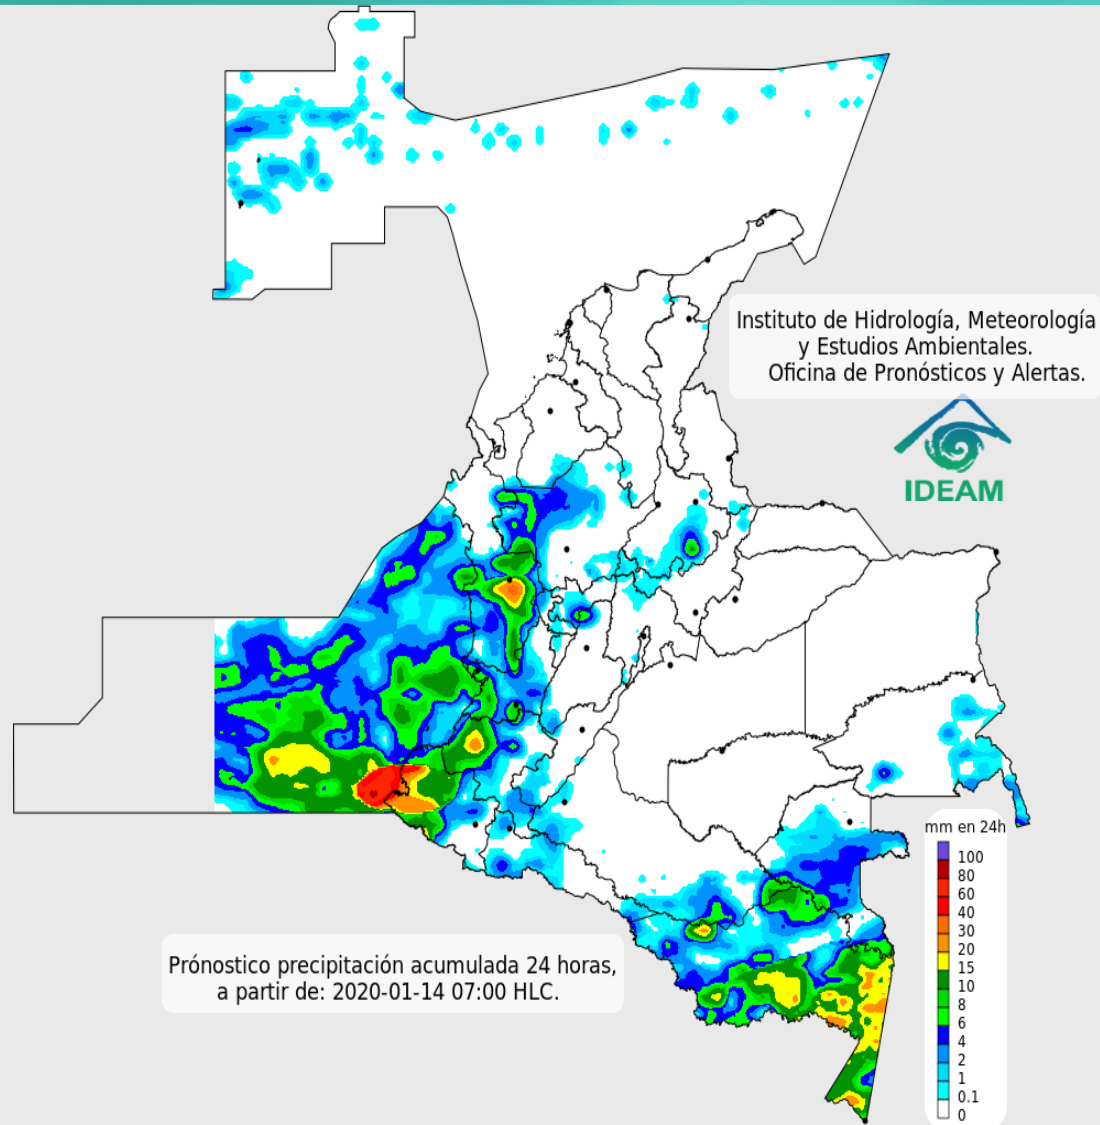 Instituto de Hidrología, Meteorología
y Estudios Ambientales.
Oficina de Pronósticos y Alertas.
IDEAM
mm en 24h
100
80
60
40
30
20
15
10
8
6
4
2
1
0.1
0
Prónostico precipitación acumulada 24 horas,
a partir de: 2020-01-14 07:00 HLC.